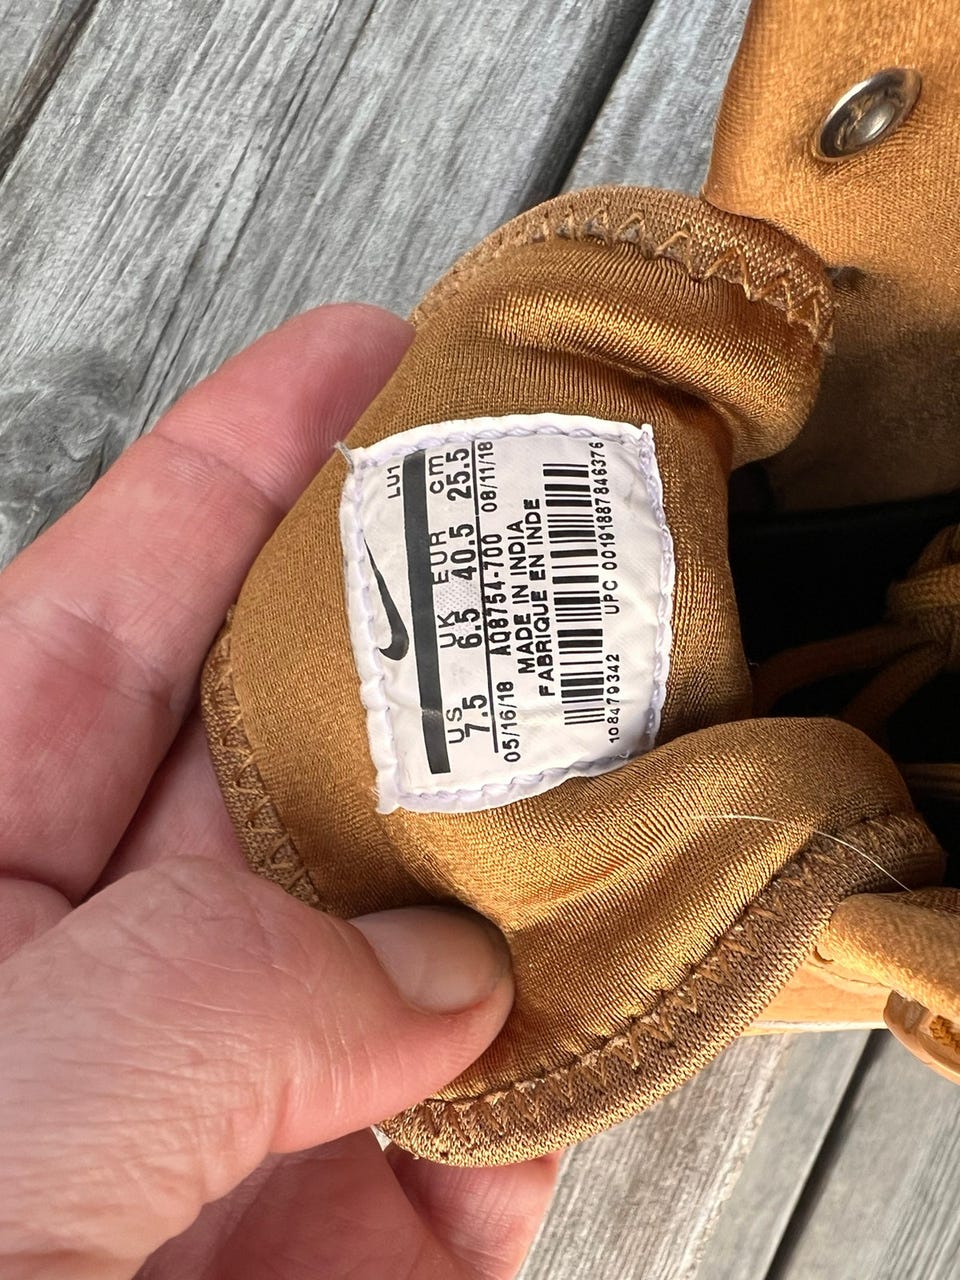 LU1
US UK EUR cm
7.5 6.5 40.5 25.5
05/16/18 AQ8754-700 08/11/18
MADE IN INDIA
FABRIQUE EN INDE
108479342 UPC 00191887846376